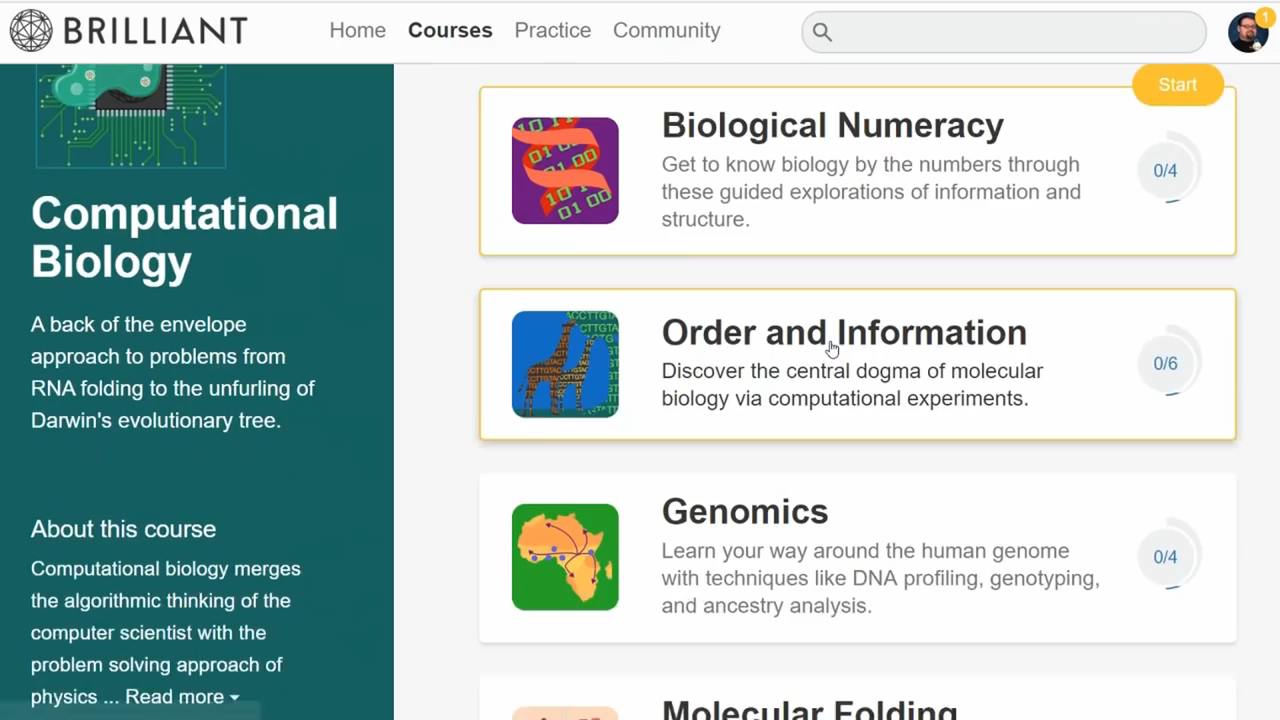 BRILLIANT
Home Courses Practice Community
1
Computational
Biology
A back of the envelope
approach to problems from
RNA folding to the unfurling of
Darwin's evolutionary tree.
About this course
Computational biology merges
the algorithmic thinking of the
computer scientist with the
problem solving approach of
physics ... Read more
Start
Biological Numeracy
Get to know biology by the numbers through
these guided explorations of information and
structure.
0/4
Order and Information
Discover the central dogma of molecular
biology via computational experiments.
0/6
Genomics
Learn your way around the human genome
with techniques like DNA profiling, genotyping,
and ancestry analysis.
0/4
Molecular Folding